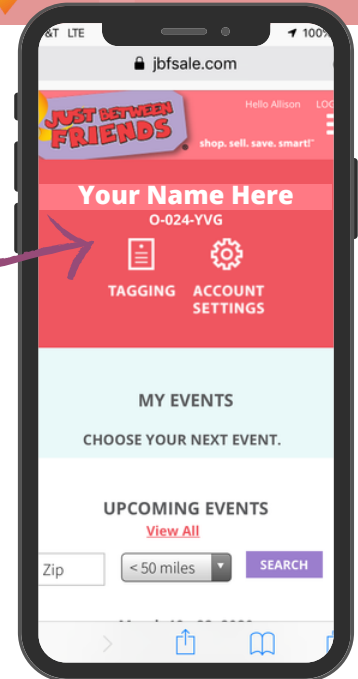 &T LTE
100
jbfsale.com
Hello Allison LOG
JUST BETWEEN
FRIENDS
shop. sell. save. smart!
Your Name Here
O-024-YVG
TAGGING
ACCOUNT
SETTINGS
MY EVENTS
CHOOSE YOUR NEXT EVENT.
UPCOMING EVENTS
View All
Zip
< 50 miles
SEARCH